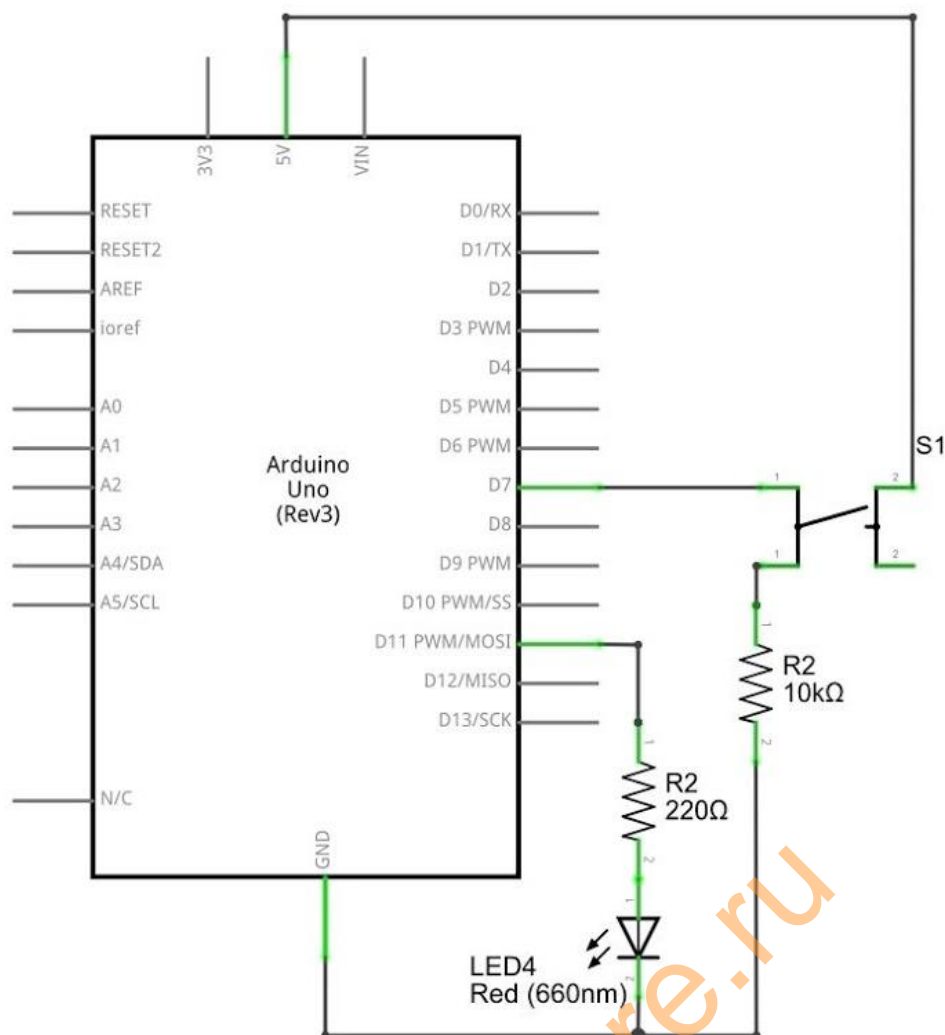 3V3
5V
VIN
RESET
RESET2
AREF
ioref
A0
A1
A2
A3
A4/SDA
A5/SCL
N/C
Arduino
Uno
(Rev3)
D0/RX
D1/TX
D2
D3 PWM
D4
D5 PWM
D6 PWM
D7
D8
D9 PWM
D10 PWM/SS
D11 PWM/MOSI
D12/MISO
D13/SCK
GND
S1
1
2
1
2
1
R2
10kΩ
2
1
R2
220Ω
2
1
LED4
Red (660nm)
2
re.ru